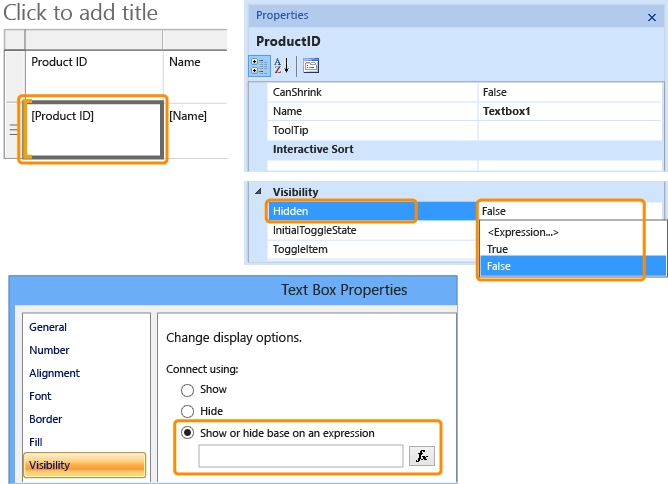 Click to add title
Product ID Name
[Product ID] [Name]
Properties
ProductID
CanShrink False
Name Textbox1
ToolTip
Interactive Sort
Visibility
Hidden False
InitialToggleState
ToggleItem
<Expression...>
True
False
Text Box Properties
General
Number
Alignment
Font
Border
Fill
Visibility
Change display options.
Connect using:
Show
Hide
Show or hide base on an expression
fx